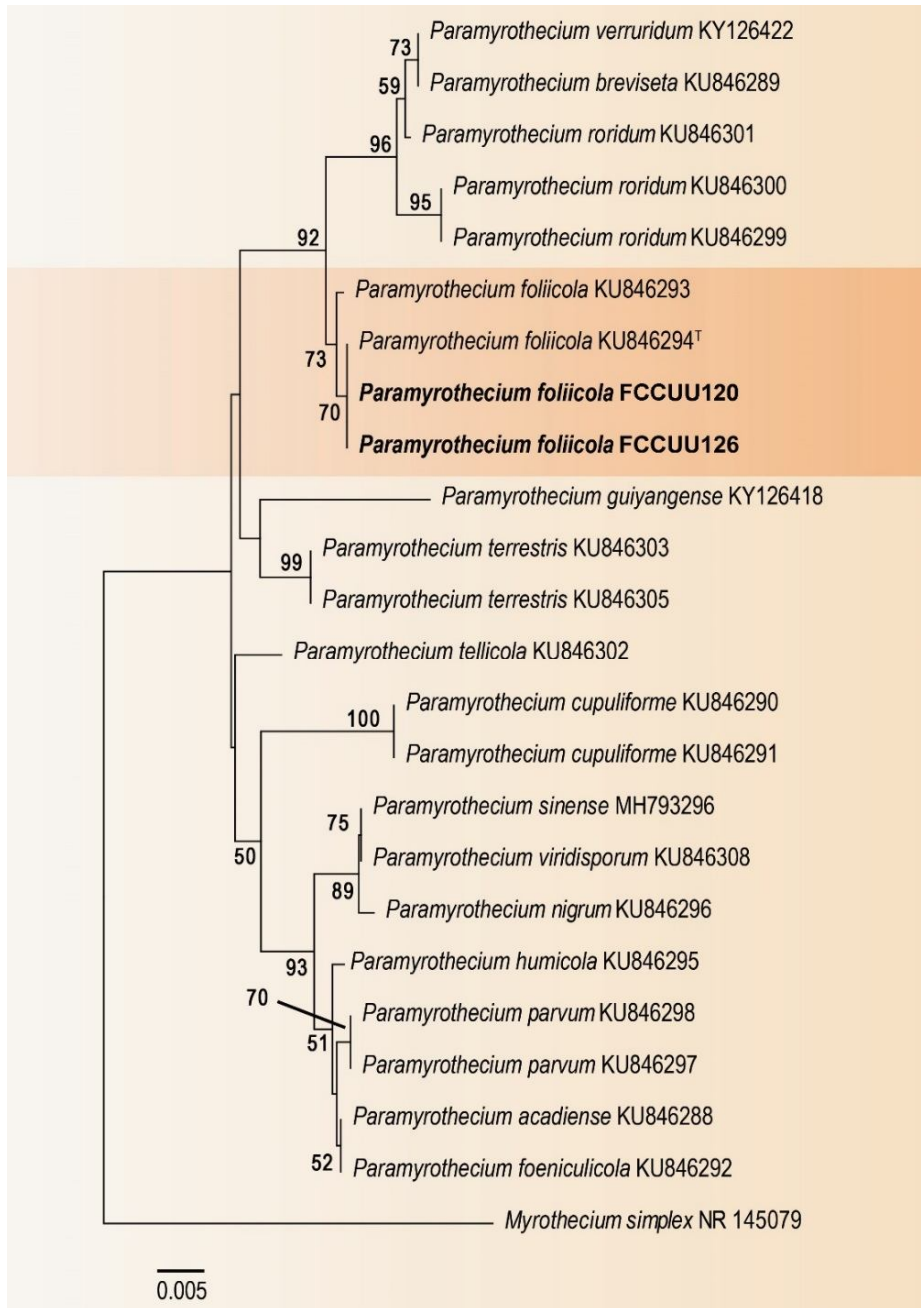 Paramyrothecium verruridum KY126422
73
Paramyrothecium breviseta KU846289
59
Paramyrothecium roridum KU846301
96
Paramyrothecium roridum KU846300
95
Paramyrothecium roridum KU846299
92
Paramyrothecium foliicola KU846293
Paramyrothecium foliicola KU846294ᵀ
73
Paramyrothecium foliicola FCCUU120
70
Paramyrothecium foliicola FCCUU126
Paramyrothecium guiyangense KY126418
Paramyrothecium terrestris KU846303
99
Paramyrothecium terrestris KU846305
Paramyrothecium tellicola KU846302
Paramyrothecium cupuliforme KU846290
100
Paramyrothecium cupuliforme KU846291
Paramyrothecium sinense MH793296
75
Paramyrothecium viridisporum KU846308
89
Paramyrothecium nigrum KU846296
93
Paramyrothecium humicola KU846295
50
70
Paramyrothecium parvum KU846298
51
Paramyrothecium parvum KU846297
Paramyrothecium acadiense KU846288
52
Paramyrothecium foeniculicola KU846292
Myrothecium simplex NR 145079
0.005